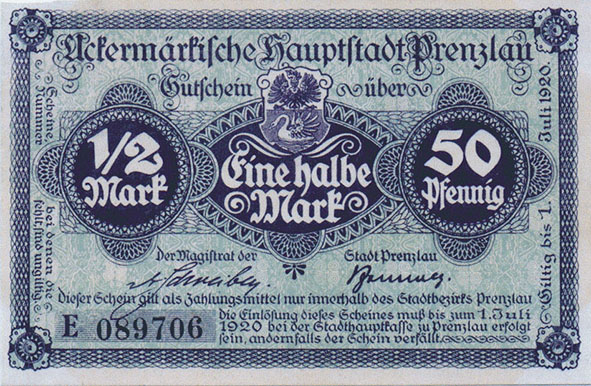 Uckermärkische Hauptstadt Prenzlau
Gutschein über
1/2 Mark
Eine halbe Mark
50 Pfennig
Der Magistrat der Stadt Prenzlau
Dieser Schein gilt als Zahlungsmittel nur innerhalb des Stadtbezirks Prenzlau
E 089706
Die Einlösung dieses Scheines muß bis zum 1. Juli
1920 bei der Stadthauptkasse zu Prenzlau erfolgt
sein, andernfalls der Schein verfällt.
Scheine bei denen die
Nummer fehlt sind ungültig
Giltig bis 1. Juli 1920